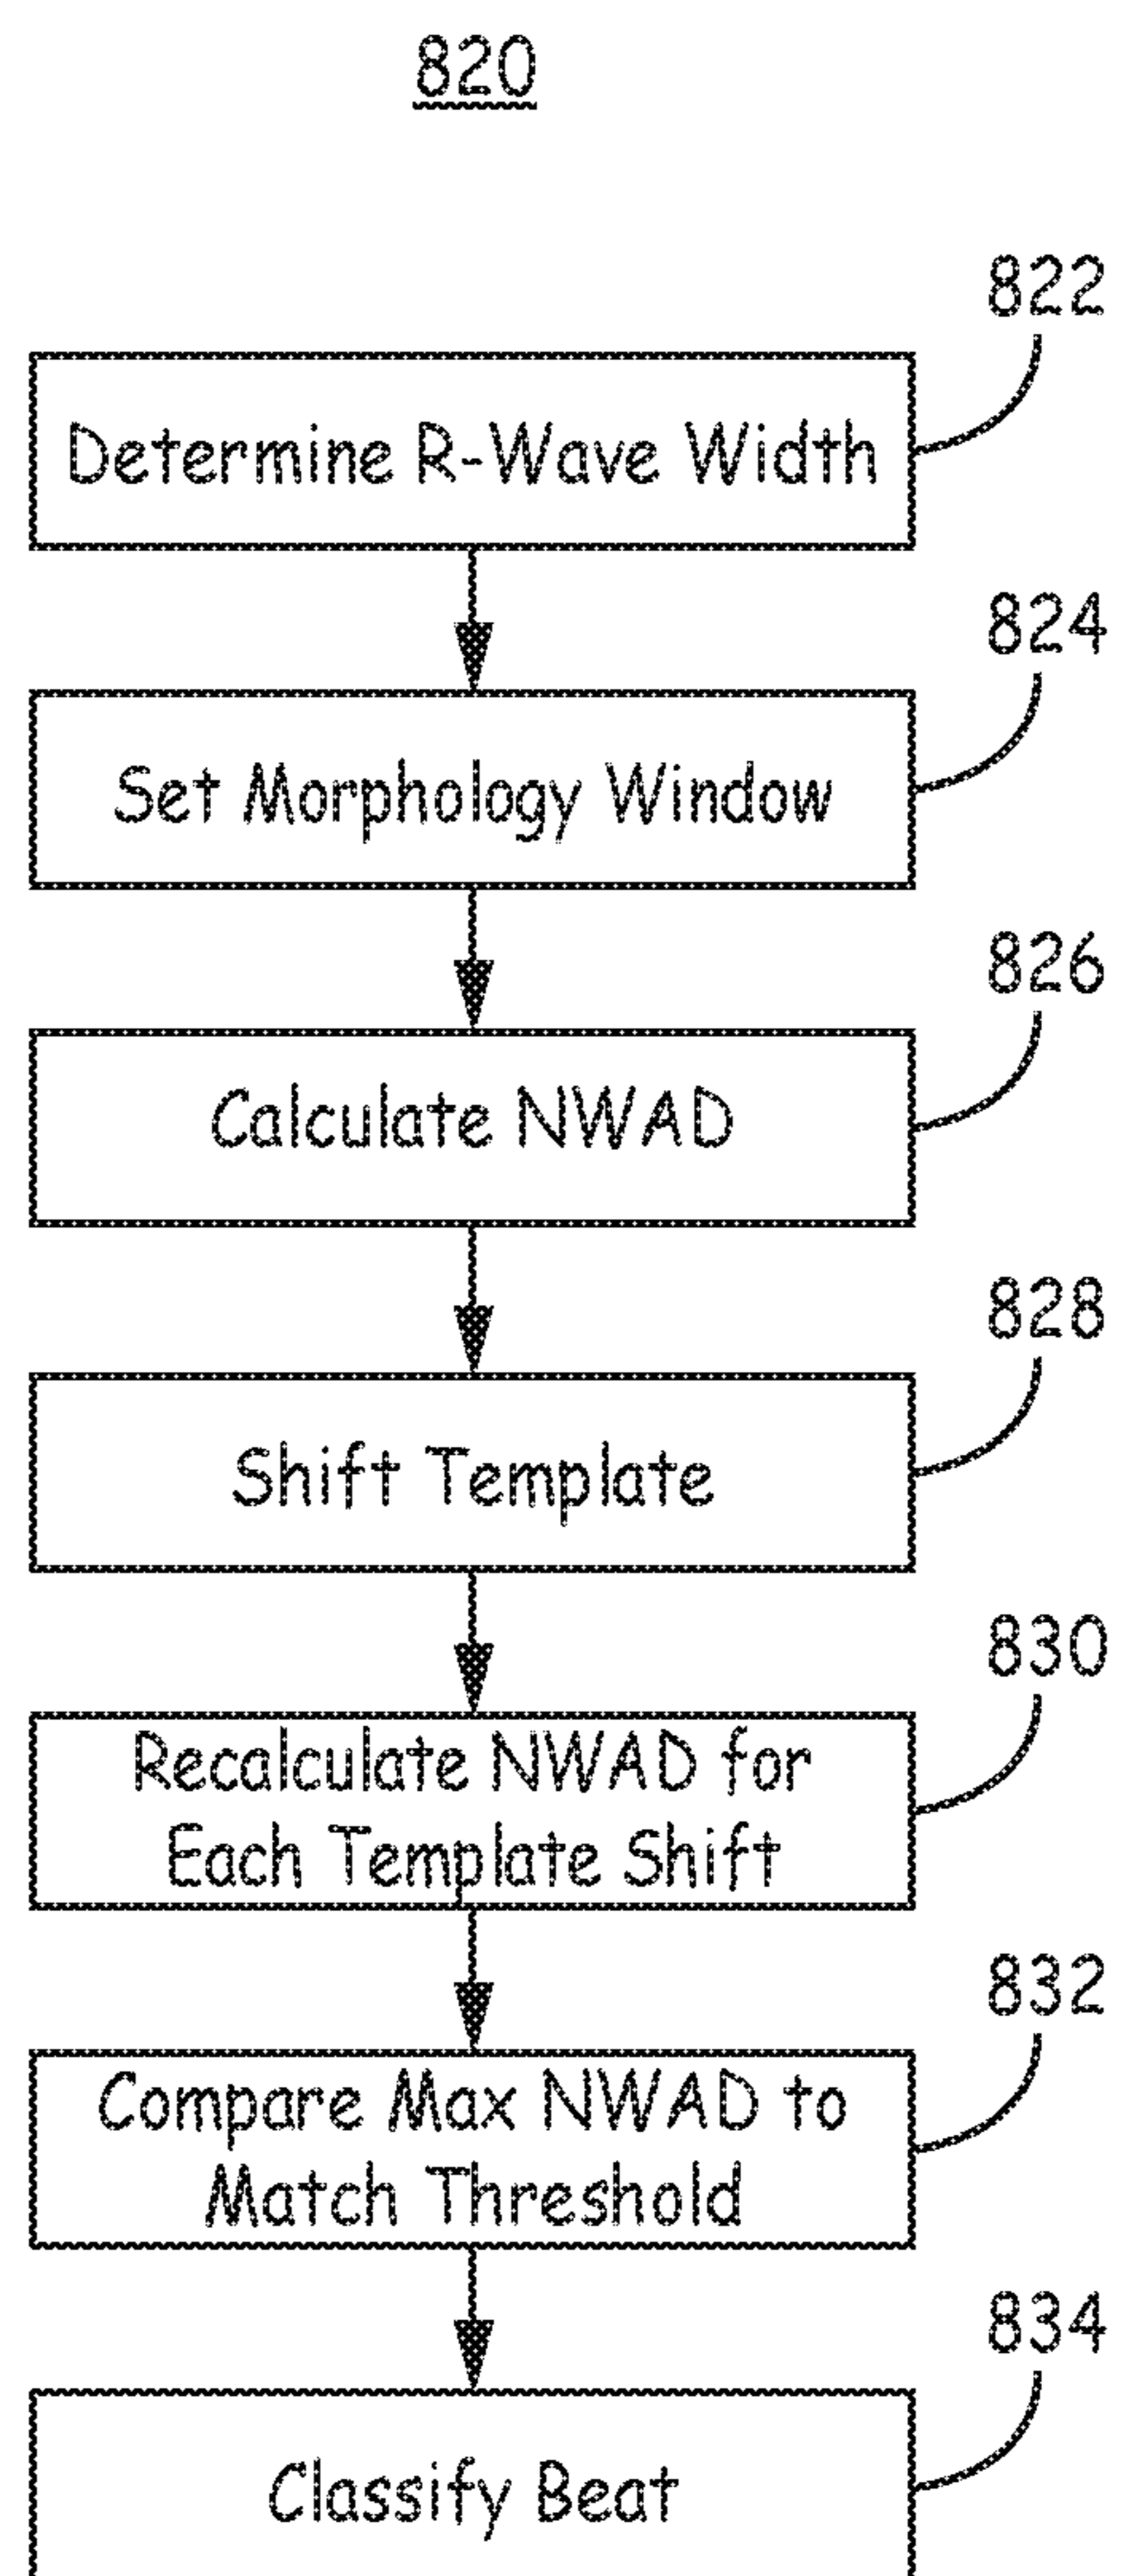 820
822
Determine R-Wave Width
824
Set Morphology Window
826
Calculate NWAD
828
Shift Template
830
Recalculate NWAD for
Each Template Shift
832
Compare Max NWAD to
Match Threshold
834
Classify Beat